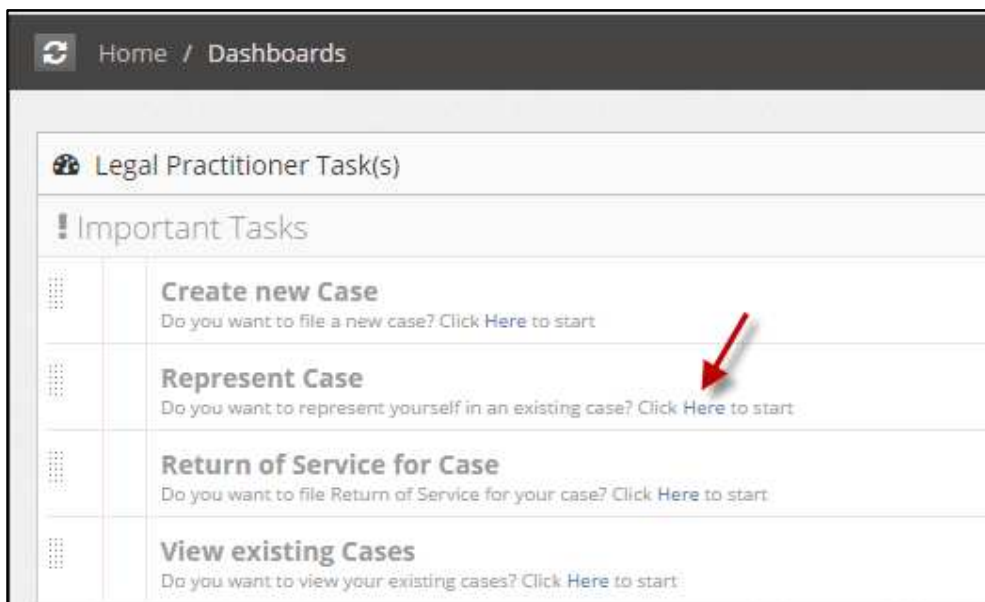 Home / Dashboards
Legal Practitioner Task(s)
Important Tasks
Create new Case
Do you want to file a new case? Click Here to start
Represent Case
Do you want to represent yourself in an existing case? Click Here to start
Return of Service for Case
Do you want to file Return of Service for your case? Click Here to start
View existing Cases
Do you want to view your existing cases? Click Here to start